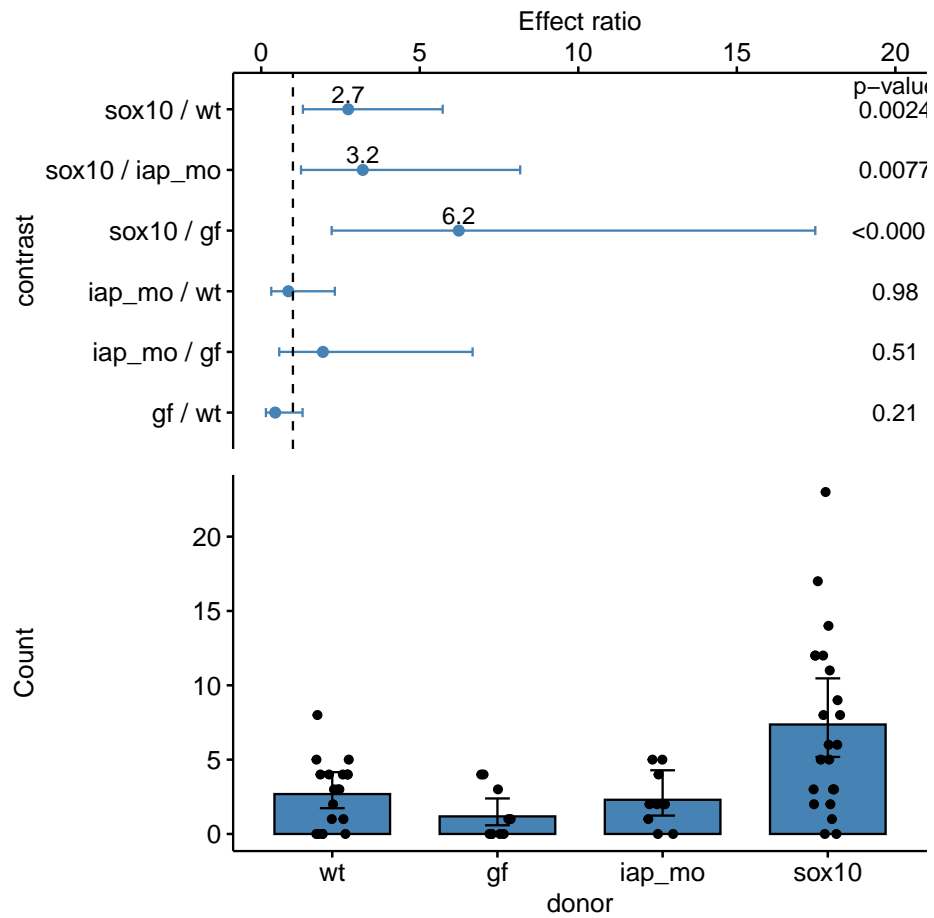 Effect ratio
0 5 10 15 20
p−value
sox10 / wt 2.7 0.0024
sox10 / iap_mo 3.2 0.0077
sox10 / gf 6.2 <0.000
iap_mo / wt 0.98
iap_mo / gf 0.51
gf / wt 0.21
contrast
20
15
10
5
0
Count
wt gf iap_mo sox10
donor